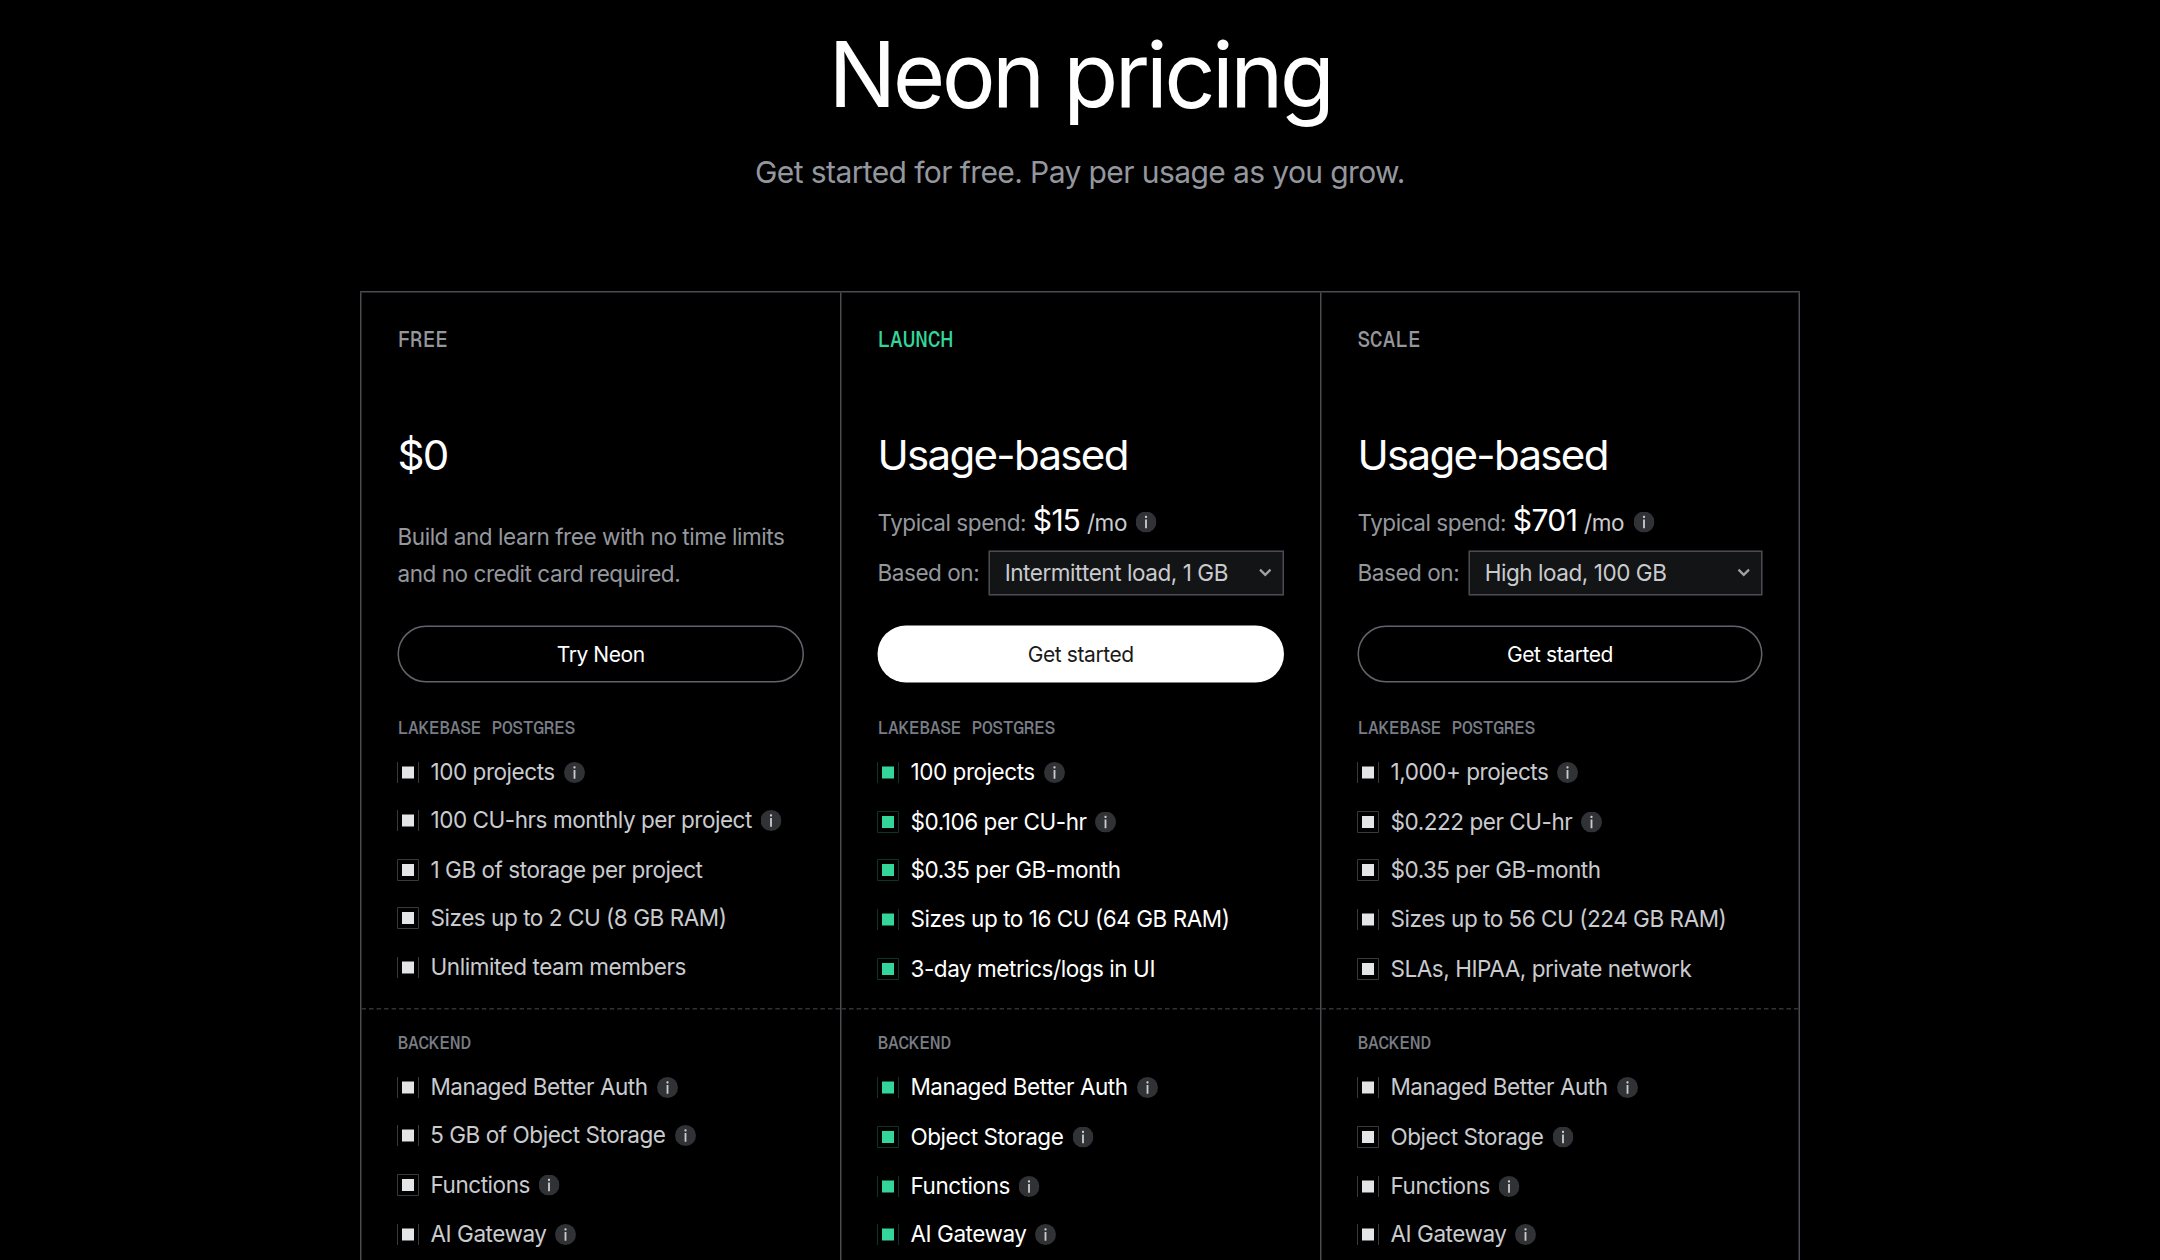 Neon pricing
Get started for free. Pay per usage as you grow.
FREE
$0
Build and learn free with no time limits
and no credit card required.
Try Neon
LAKEBASE POSTGRES
100 projects
100 CU-hrs monthly per project
1 GB of storage per project
Sizes up to 2 CU (8 GB RAM)
Unlimited team members
BACKEND
Managed Better Auth
5 GB of Object Storage
Functions
AI Gateway
LAUNCH
Usage-based
Typical spend: $15 /mo
Based on: Intermittent load, 1 GB
Get started
LAKEBASE POSTGRES
100 projects
$0.106 per CU-hr
$0.35 per GB-month
Sizes up to 16 CU (64 GB RAM)
3-day metrics/logs in UI
BACKEND
Managed Better Auth
Object Storage
Functions
AI Gateway
SCALE
Usage-based
Typical spend: $701 /mo
Based on: High load, 100 GB
Get started
LAKEBASE POSTGRES
1,000+ projects
$0.222 per CU-hr
$0.35 per GB-month
Sizes up to 56 CU (224 GB RAM)
SLAs, HIPAA, private network
BACKEND
Managed Better Auth
Object Storage
Functions
AI Gateway